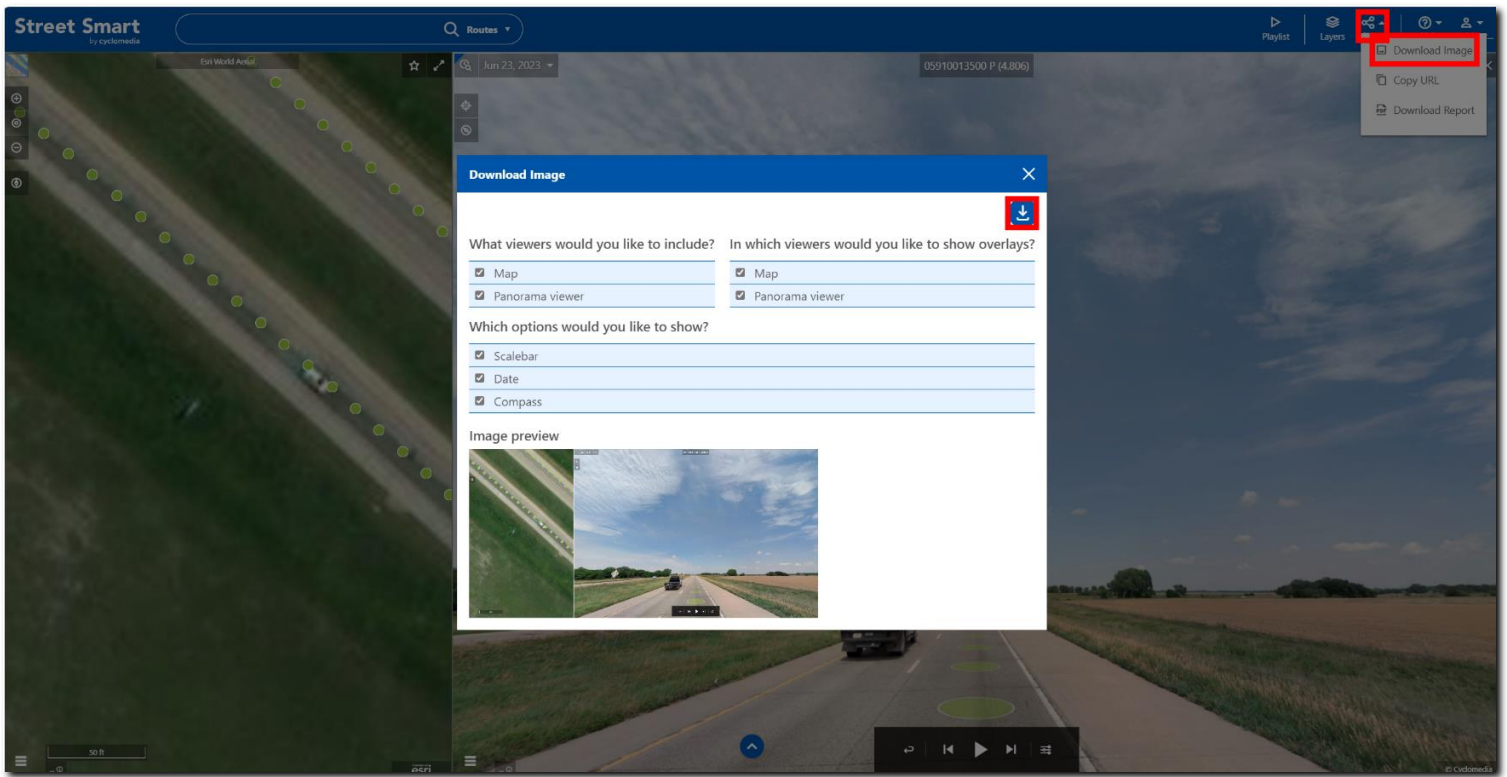 Street Smart
by cyclomedia
Routes
Playlist
Layers
Download Image
Copy URL
Download Report
Esri World Aerial
Jun 23, 2023
05910013500 P (4.806)
Download Image
What viewers would you like to include?
In which viewers would you like to show overlays?
Map
Map
Panorama viewer
Panorama viewer
Which options would you like to show?
Scalebar
Date
Compass
Image preview
50 ft
esri
© Cyclomedia